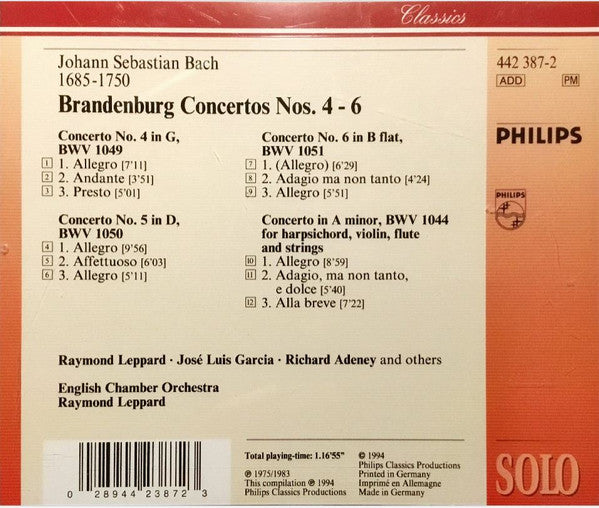 Classics
Johann Sebastian Bach
1685-1750
Brandenburg Concertos Nos. 4 - 6
Concerto No. 4 in G,
BWV 1049
1 1. Allegro [7'11]
2 2. Andante [3'51]
3 3. Presto [5'01]
Concerto No. 5 in D,
BWV 1050
4 1. Allegro [9'56]
5 2. Affettuoso [6'03]
6 3. Allegro [5'11]
Concerto No. 6 in B flat,
BWV 1051
7 1. (Allegro) [6'29]
8 2. Adagio ma non tanto [4'24]
9 3. Allegro [5'51]
Concerto in A minor, BWV 1044
for harpsichord, violin, flute
and strings
10 1. Allegro [8'59]
11 2. Adagio, ma non tanto,
e dolce [5'40]
12 3. Alla breve [7'22]
Raymond Leppard · José Luis Garcia · Richard Adeney and others
English Chamber Orchestra
Raymond Leppard
442 387-2
ADD PM
PHILIPS
PHILIPS
0 28944 23872 3
Total playing-time: 1.16'55"
℗ 1975/1983
This compilation ℗ 1994
Philips Classics Productions
© 1994
Philips Classics Productions
Printed in Germany
Imprimé en Allemagne
Made in Germany
SOLO